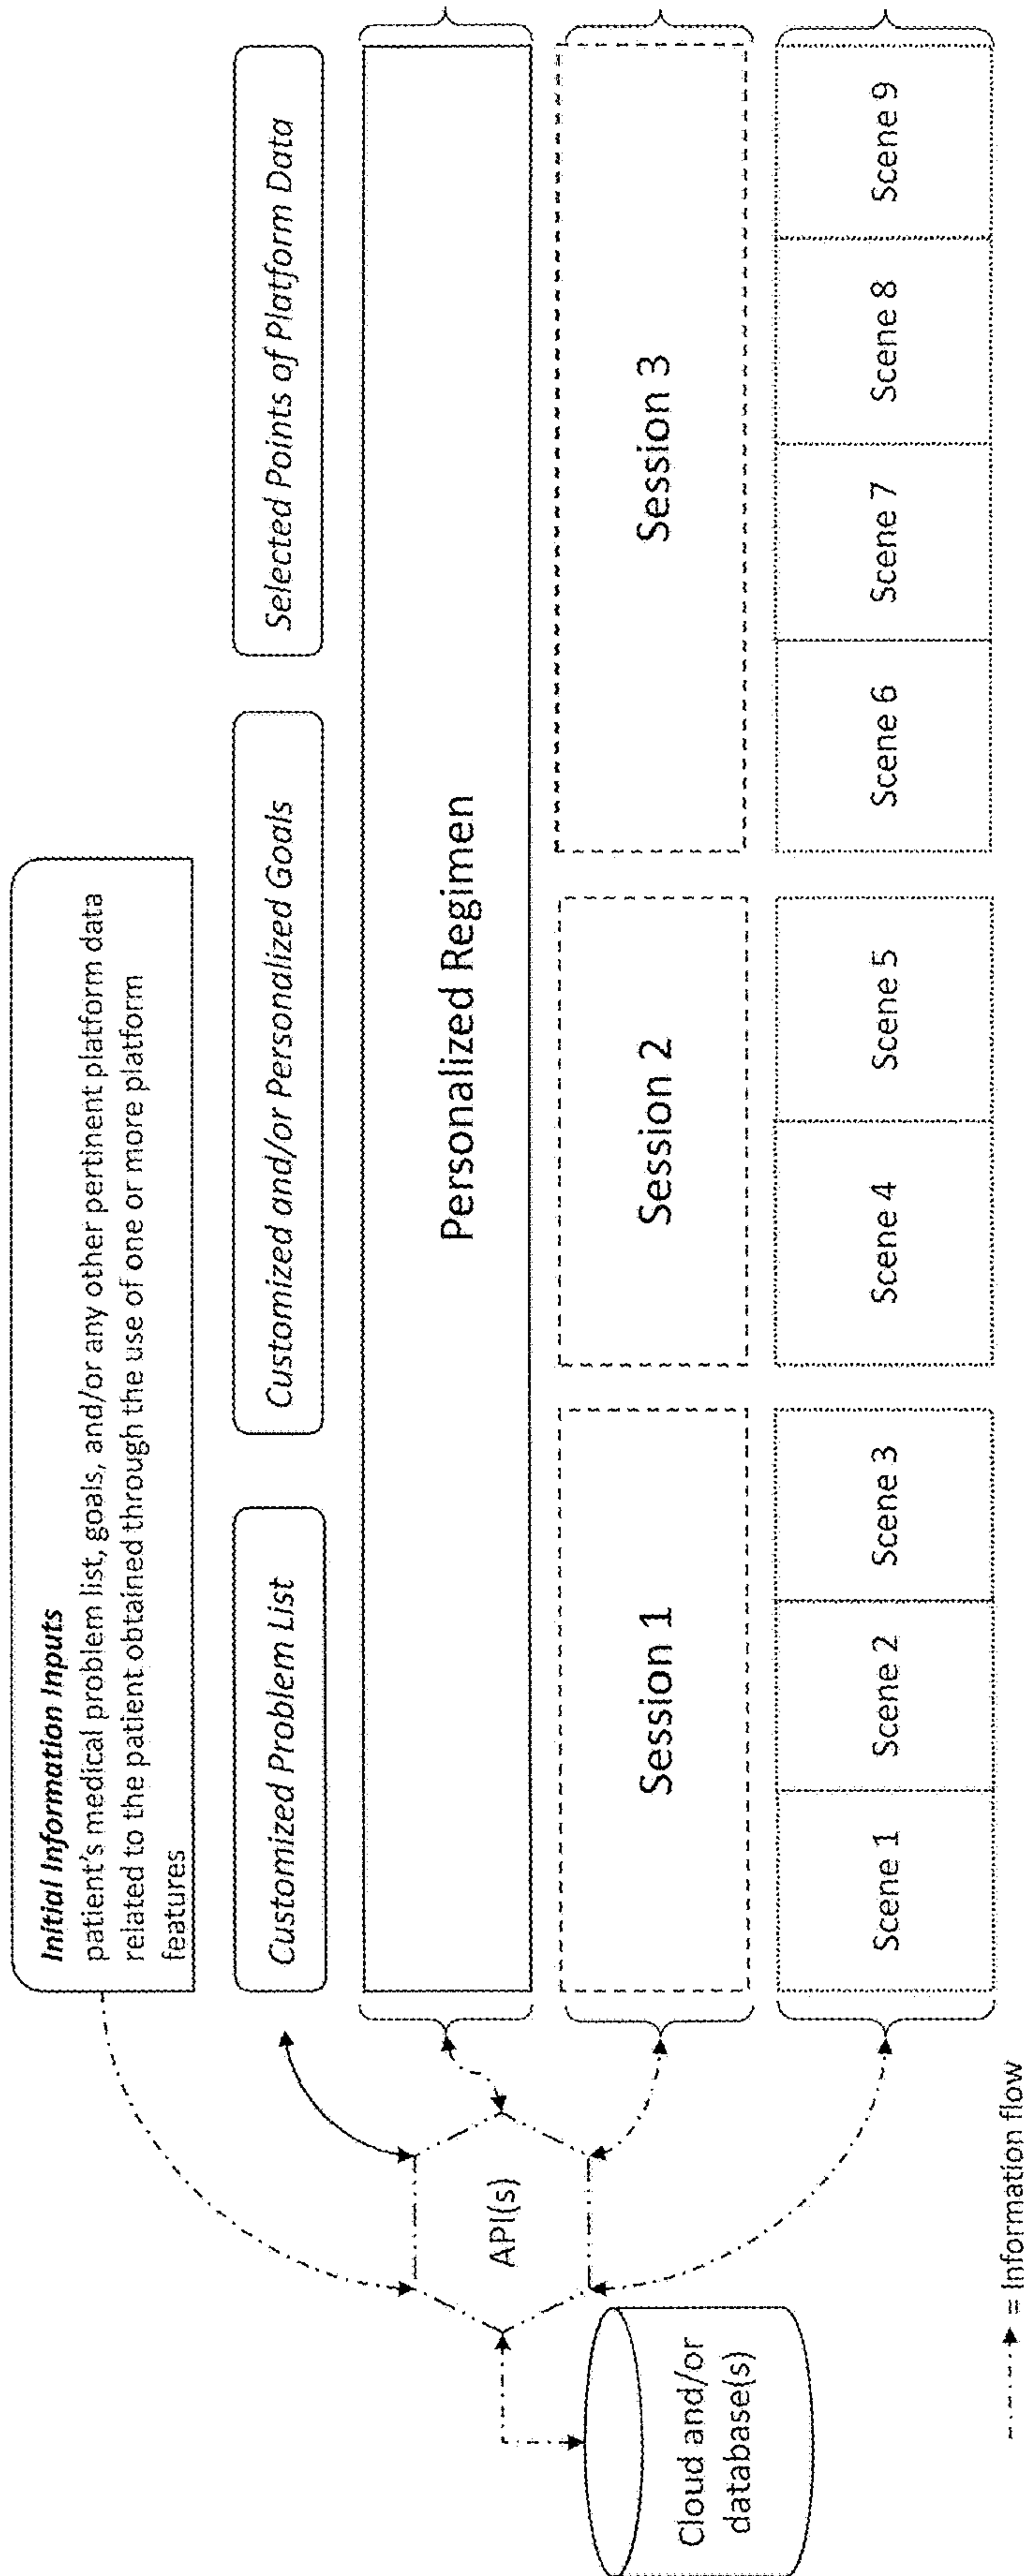 Initial Information Inputs
patient's medical problem list, goals, and/or any other pertinent platform data
related to the patient obtained through the use of one or more platform
features
Customized Problem List
Customized and/or Personalized Goals
Selected Points of Platform Data
Personalized Regimen
API(s)
Session 1
Session 2
Session 3
Cloud and/or
database(s)
Scene 1
Scene 2
Scene 3
Scene 4
Scene 5
Scene 6
Scene 7
Scene 8
Scene 9
= Information flow